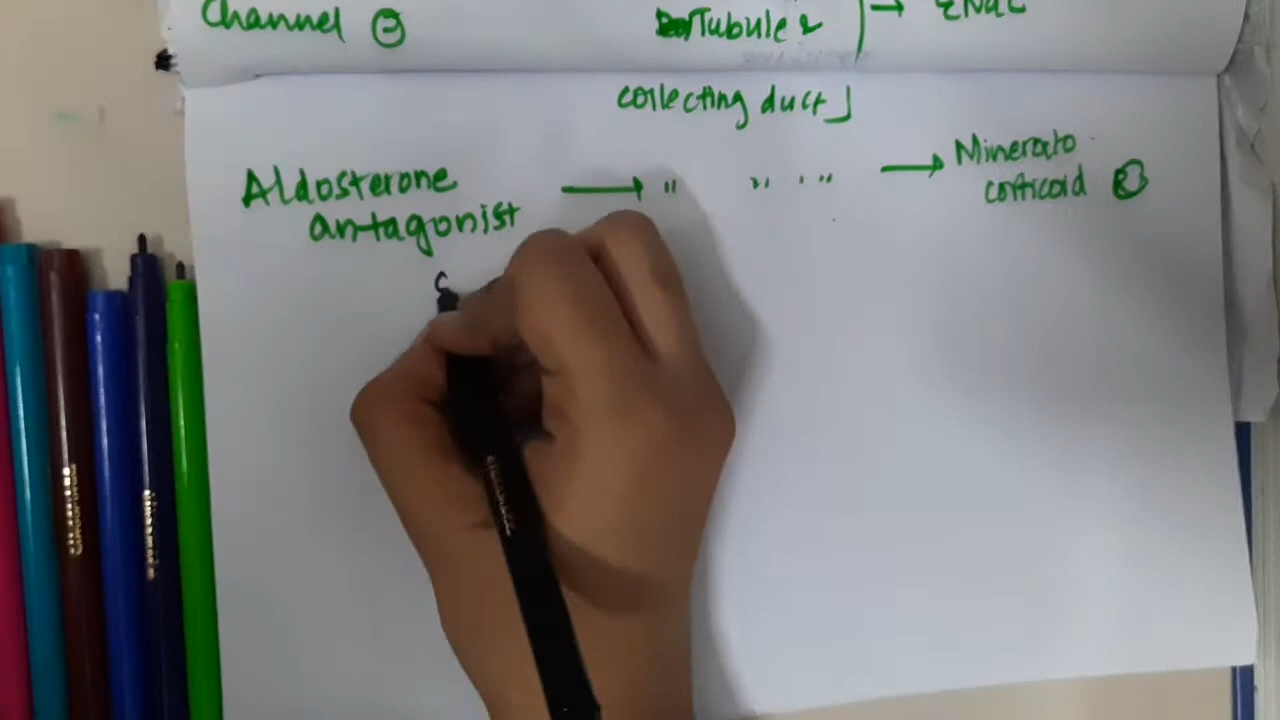 Channel ⊖ Tubule & → ENaC
collecting duct
Aldosterone → " " " " → Mineralo
antagonist corticoid